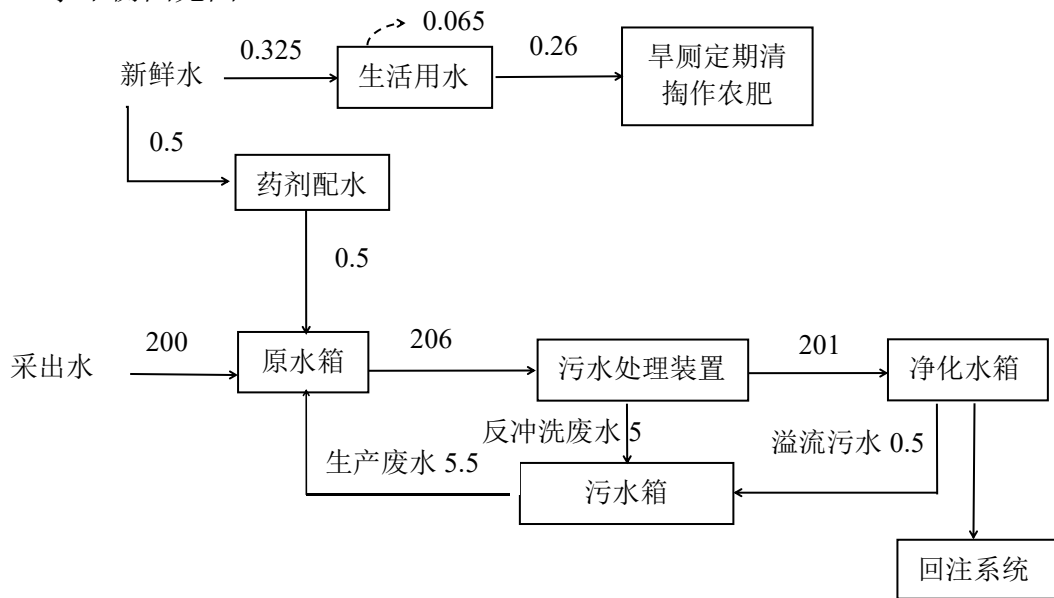 0.065
0.325
0.26
新鲜水
生活用水
旱厕定期清
掏作农肥
0.5
药剂配水
0.5
200
206
201
采出水
原水箱
污水处理装置
净化水箱
反冲洗废水 5
溢流污水 0.5
生产废水 5.5
污水箱
回注系统